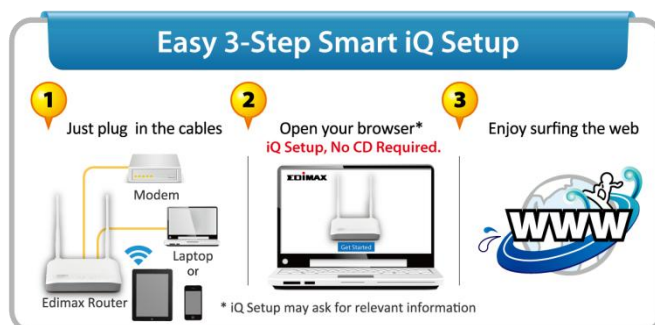 Easy 3-Step Smart iQ Setup
1
Just plug in the cables
Modem
Laptop
or
Edimax Router
2
Open your browser*
iQ Setup, No CD Required.
EDIMAX
Get Started
* iQ Setup may ask for relevant information
3
Enjoy surfing the web
WWW